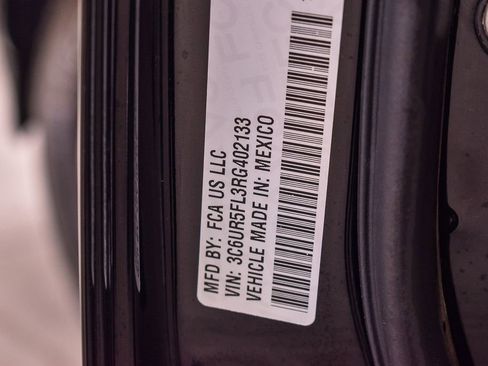 MFD BY: FCA US LLC
VIN: 3C6UR5FL3RG402133
VEHICLE MADE IN: MEXICO